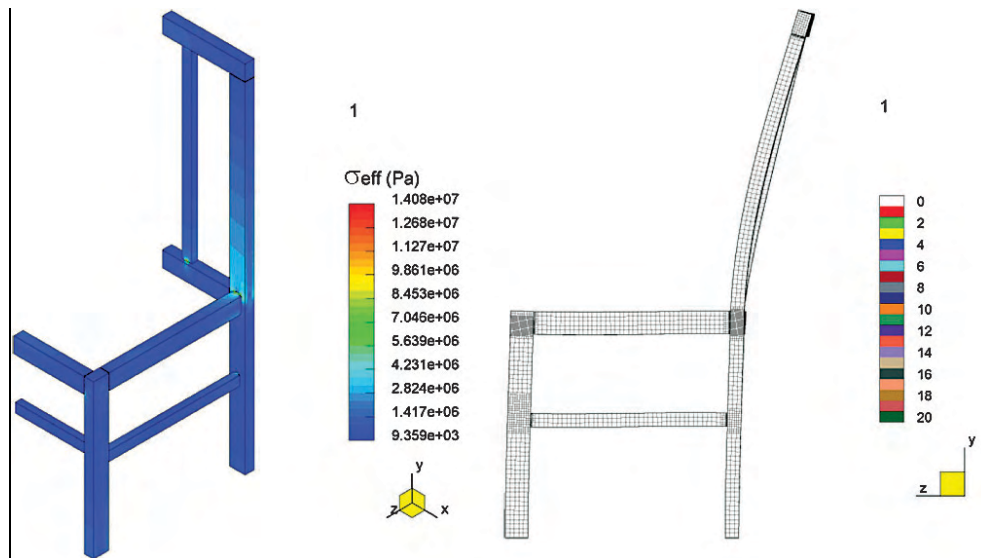 1
σeff (Pa)
1.408e+07
1.268e+07
1.127e+07
9.861e+06
8.453e+06
7.046e+06
5.639e+06
4.231e+06
2.824e+06
1.417e+06
9.359e+03
y
z
x
1
0
2
4
6
8
10
12
14
16
18
20
y
z